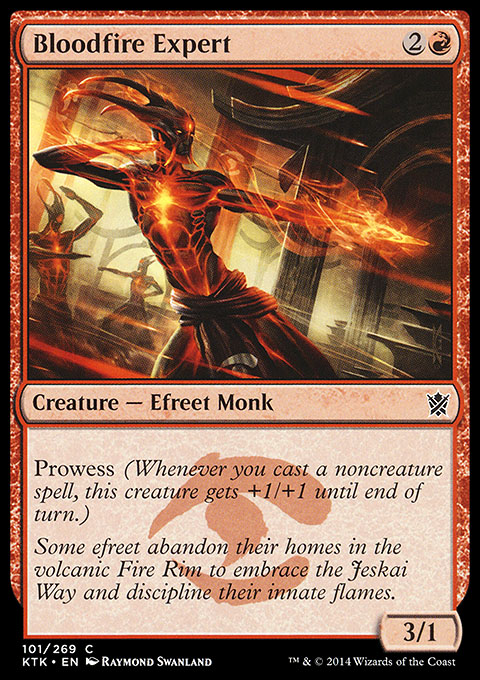 Bloodfire Expert 2
Creature — Efreet Monk
Prowess (Whenever you cast a noncreature
spell, this creature gets +1/+1 until end of
turn.)
Some efreet abandon their homes in the
volcanic Fire Rim to embrace the Jeskai
Way and discipline their innate flames.
3/1
101/269 C
KTK • EN Raymond Swanland
™ & © 2014 Wizards of the Coast